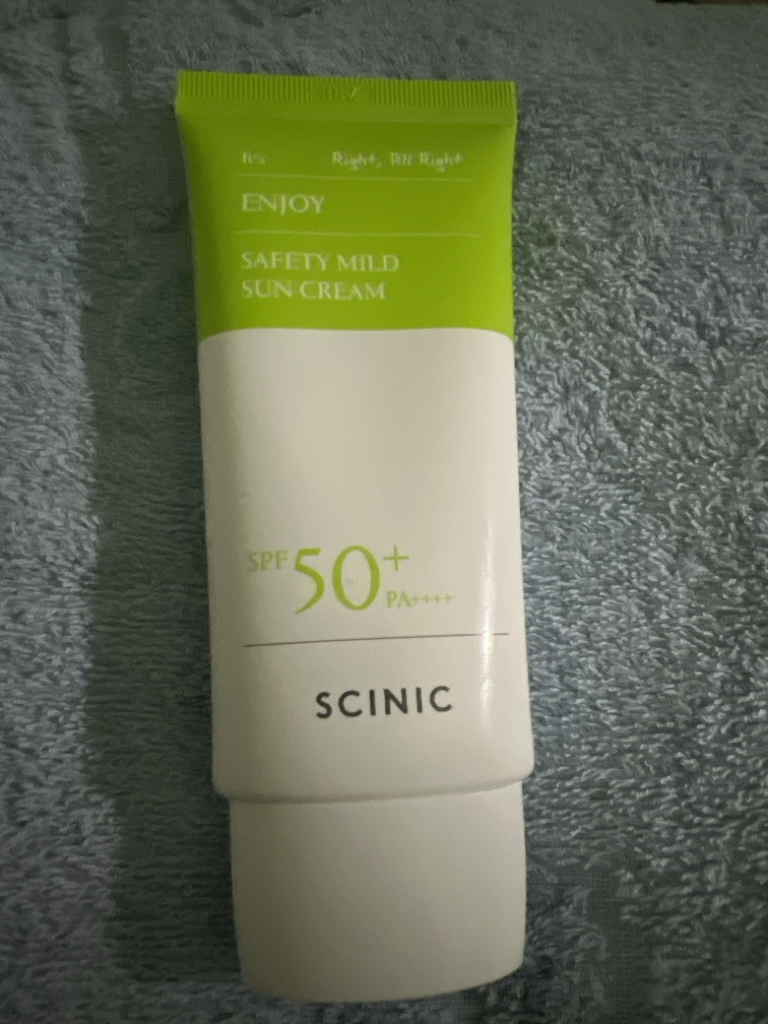 It's Right, All Right
ENJOY
SAFETY MILD
SUN CREAM
SPF 50+
PA++++
SCINIC